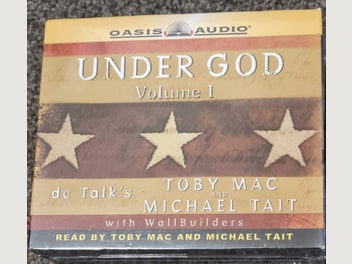 OASIS AUDIO
UNDER GOD
Volume 1
dc Talk's
TOBY MAC
AND
MICHAEL TAIT
with WallBuilders
READ BY TOBY MAC AND MICHAEL TAIT